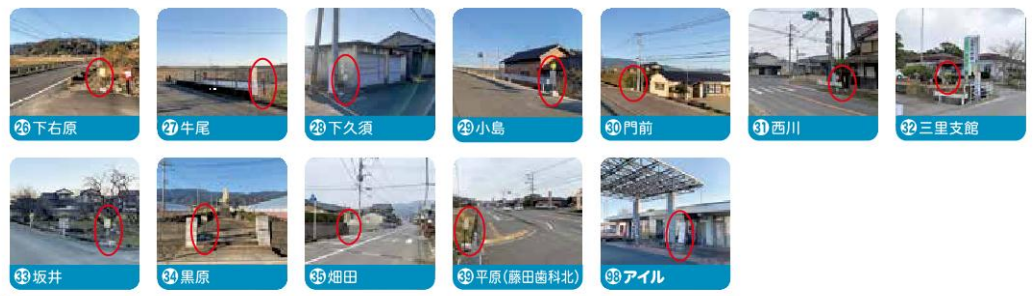 ㉖下右原
㉗牛尾
㉘下久須
㉙小島
㉚門前
㉛西川
㉜三里支館
㉝坂井
㉞黒原
㉟畑田
㊴平原(藤田歯科北)
98アイル